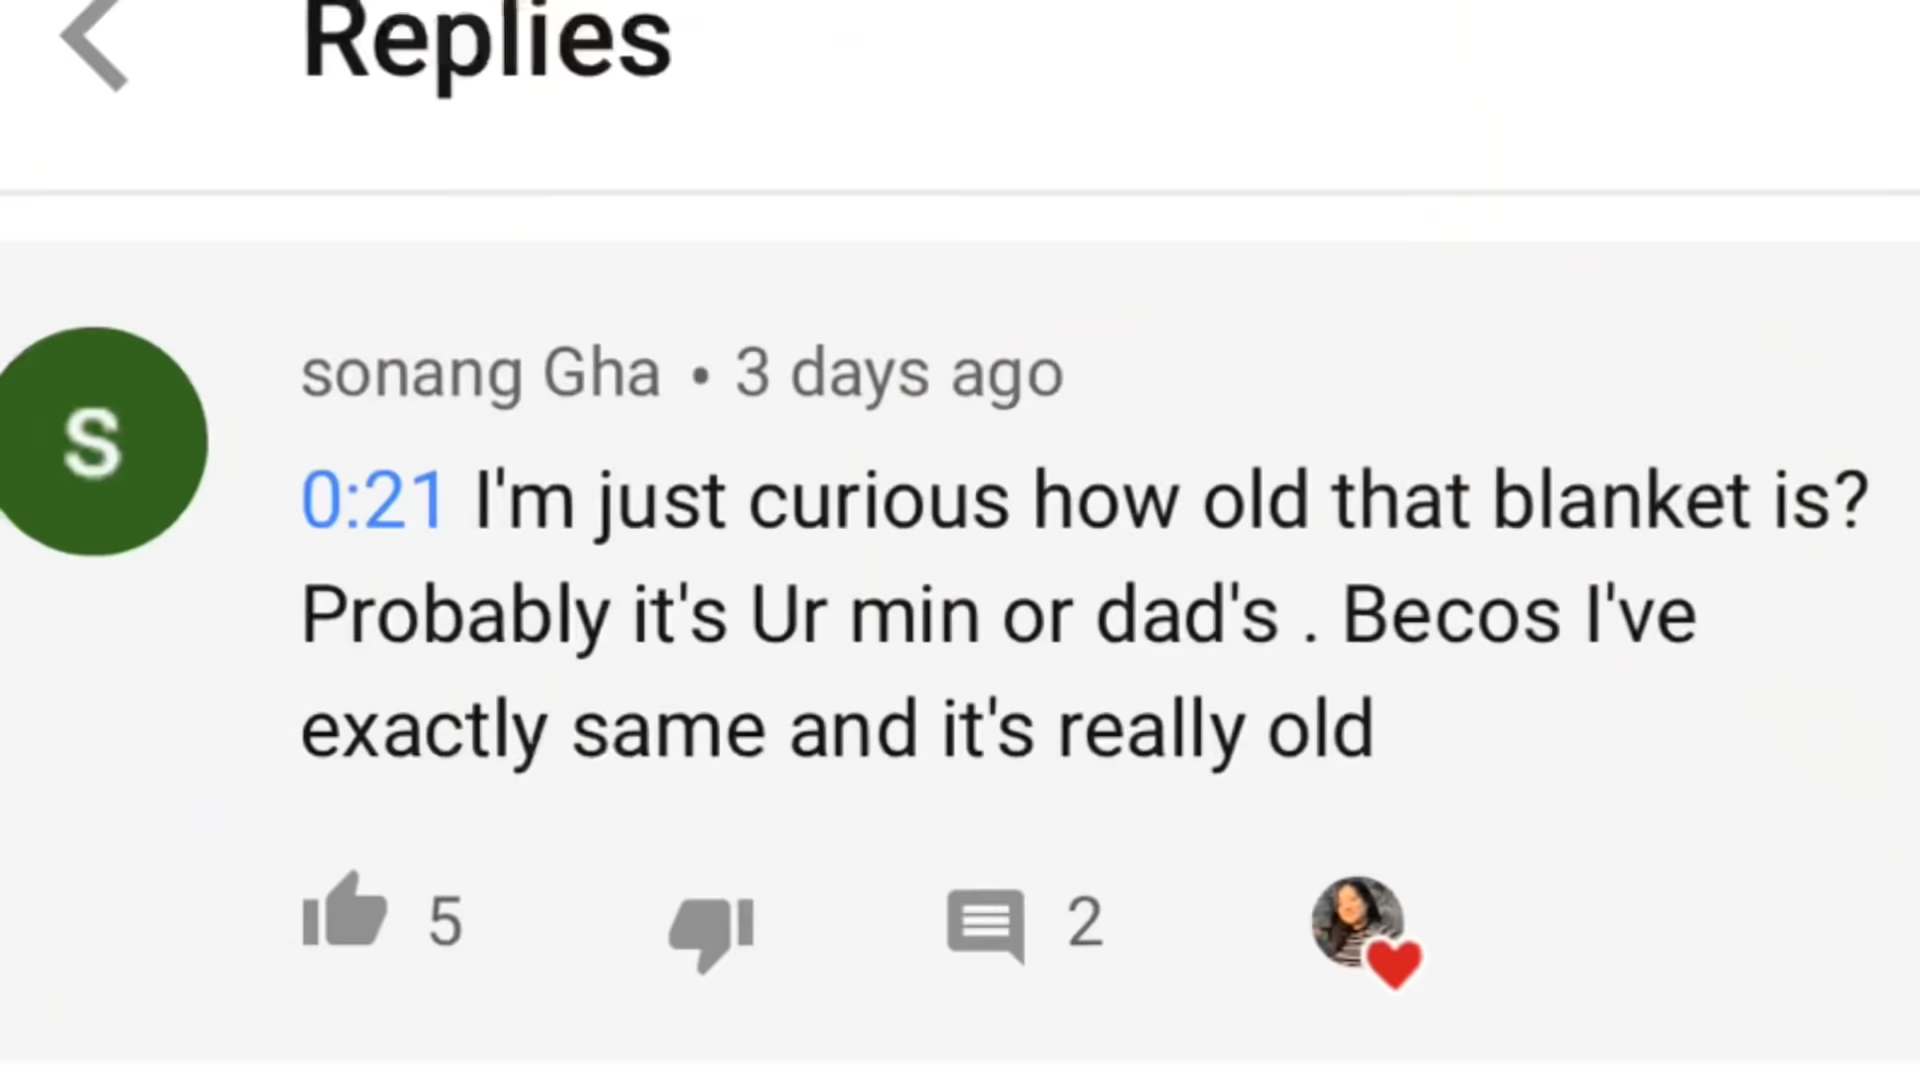 Replies
S
sonang Gha • 3 days ago
0:21 I'm just curious how old that blanket is?
Probably it's Ur min or dad's . Becos I've
exactly same and it's really old
5
2